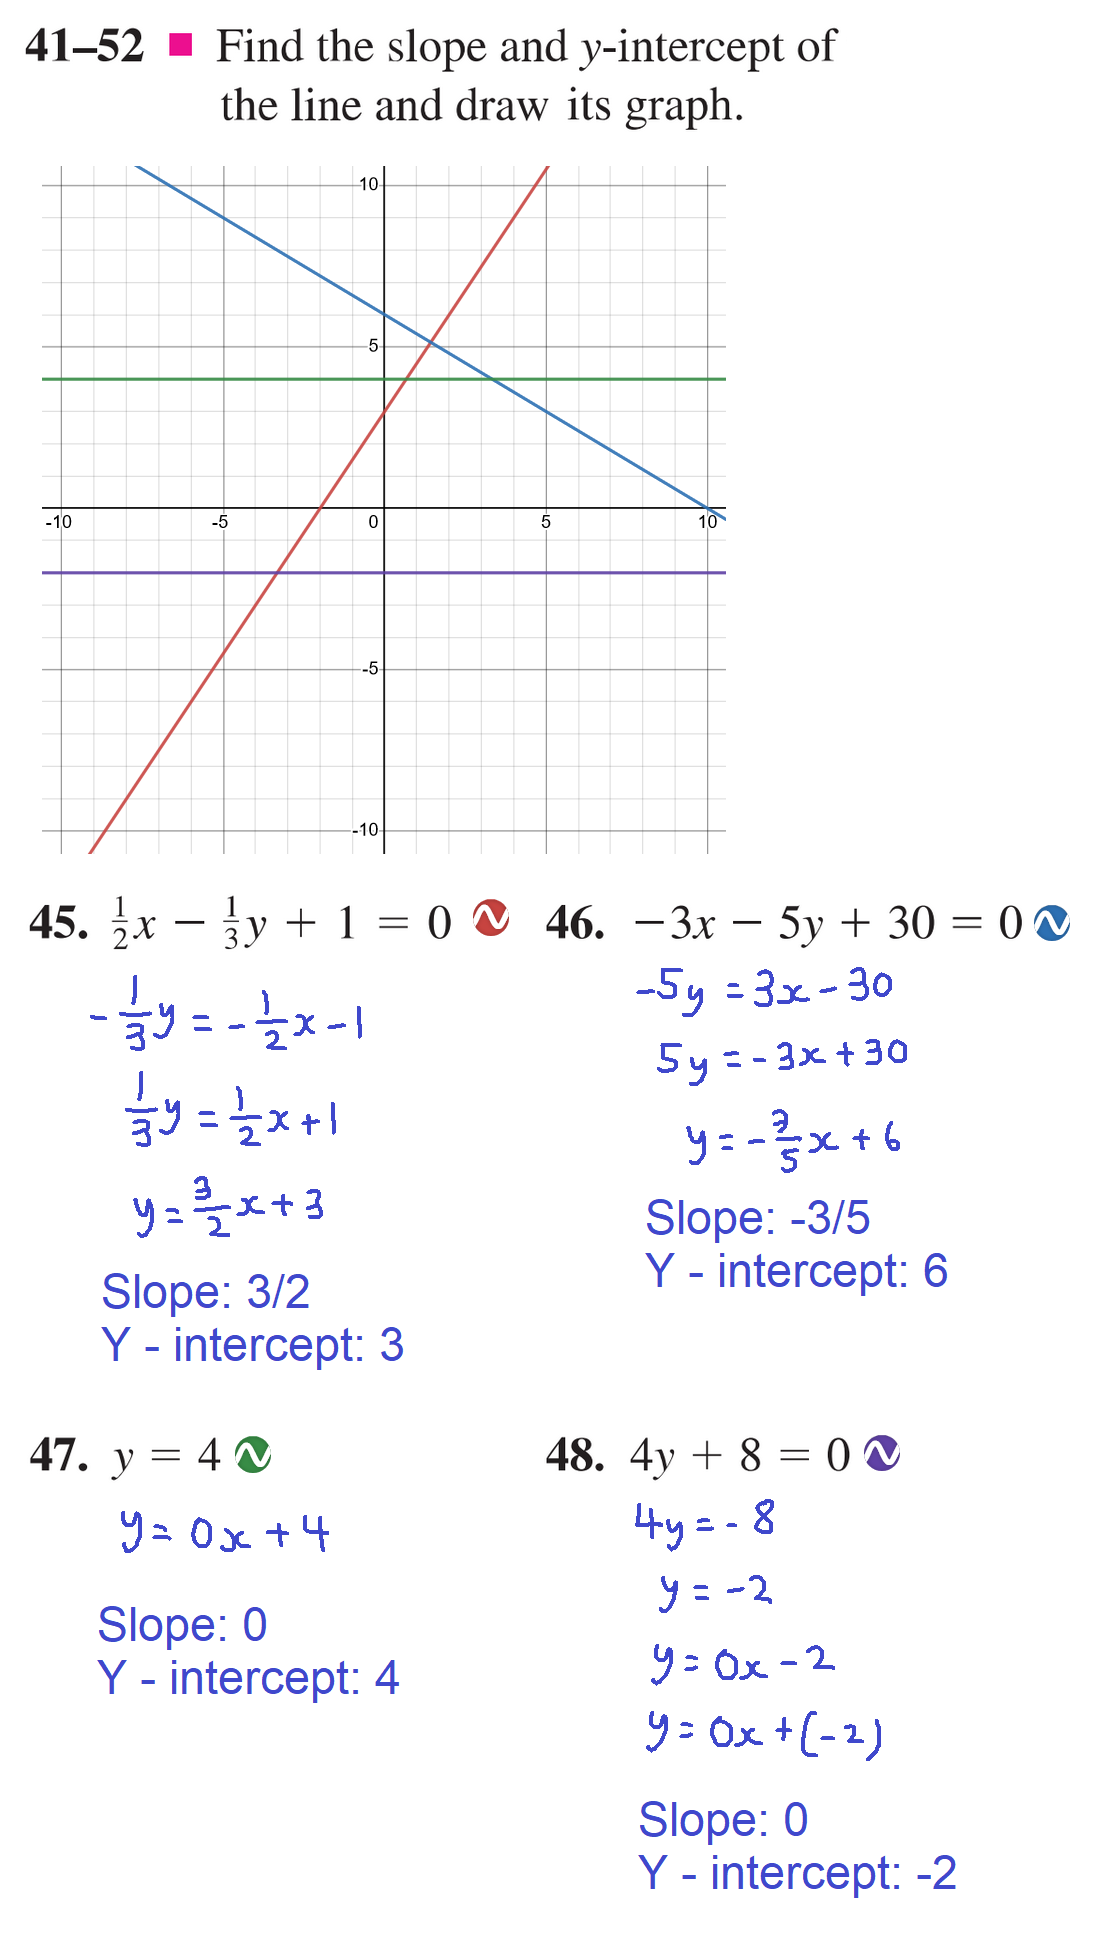 41–52 ■ Find the slope and y-intercept of
the line and draw its graph.
10
5
-10 -5 0 5 10
-5
-10
45. 1/2x − 1/3y + 1 = 0
-1/3y = -1/2x - 1
1/3y = 1/2x + 1
y = 3/2x + 3
Slope: 3/2
Y - intercept: 3
46. −3x − 5y + 30 = 0
-5y = 3x - 30
5y = -3x + 30
y = -3/5x + 6
Slope: -3/5
Y - intercept: 6
47. y = 4
y = 0x + 4
Slope: 0
Y - intercept: 4
48. 4y + 8 = 0
4y = -8
y = -2
y = 0x - 2
y = 0x + (-2)
Slope: 0
Y - intercept: -2